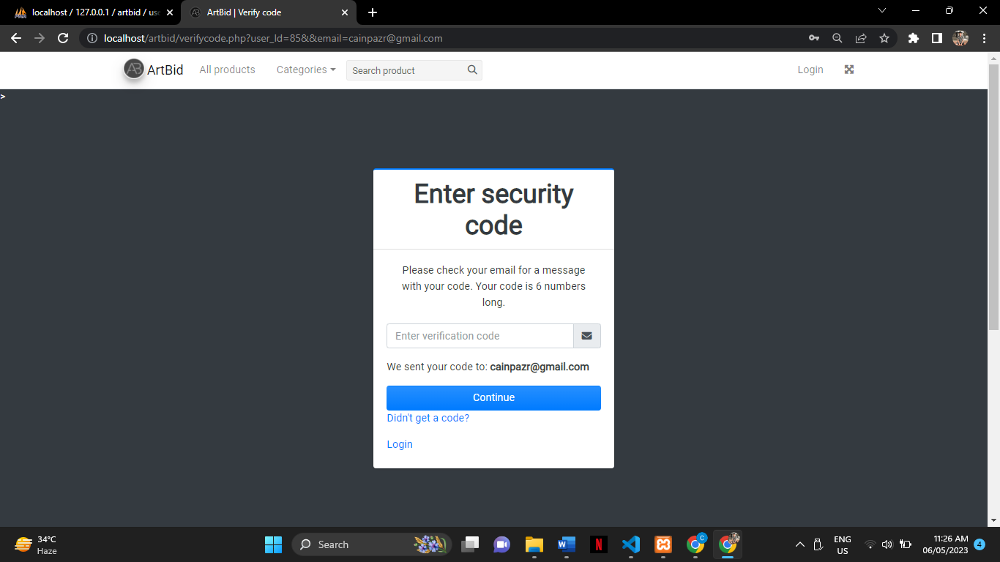 localhost / 127.0.0.1 / artbid / use
ArtBid | Verify code
localhost/artbid/verifycode.php?user_Id=85&&email=cainpazr@gmail.com
AB ArtBid All products Categories Search product Login
>
Enter security
code
Please check your email for a message
with your code. Your code is 6 numbers
long.
Enter verification code
We sent your code to: cainpazr@gmail.com
Continue
Didn't get a code?
Login
34°C
Haze
Search
W
N
C
ENG
US
11:26 AM
06/05/2023
4